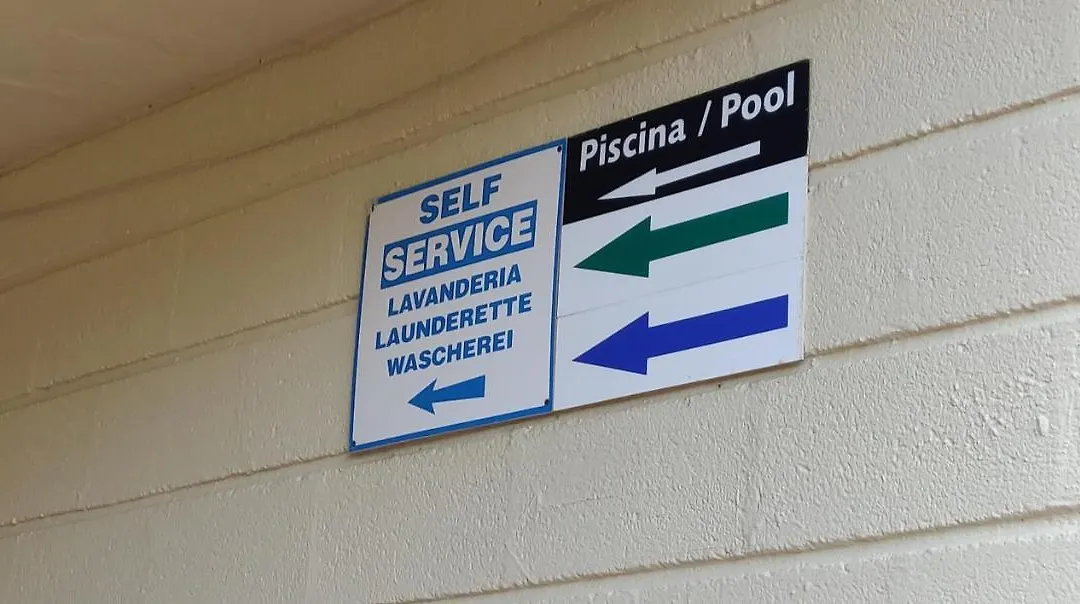 SELF
SERVICE
LAVANDERIA
LAUNDERETTE
WASCHEREI
Piscina / Pool